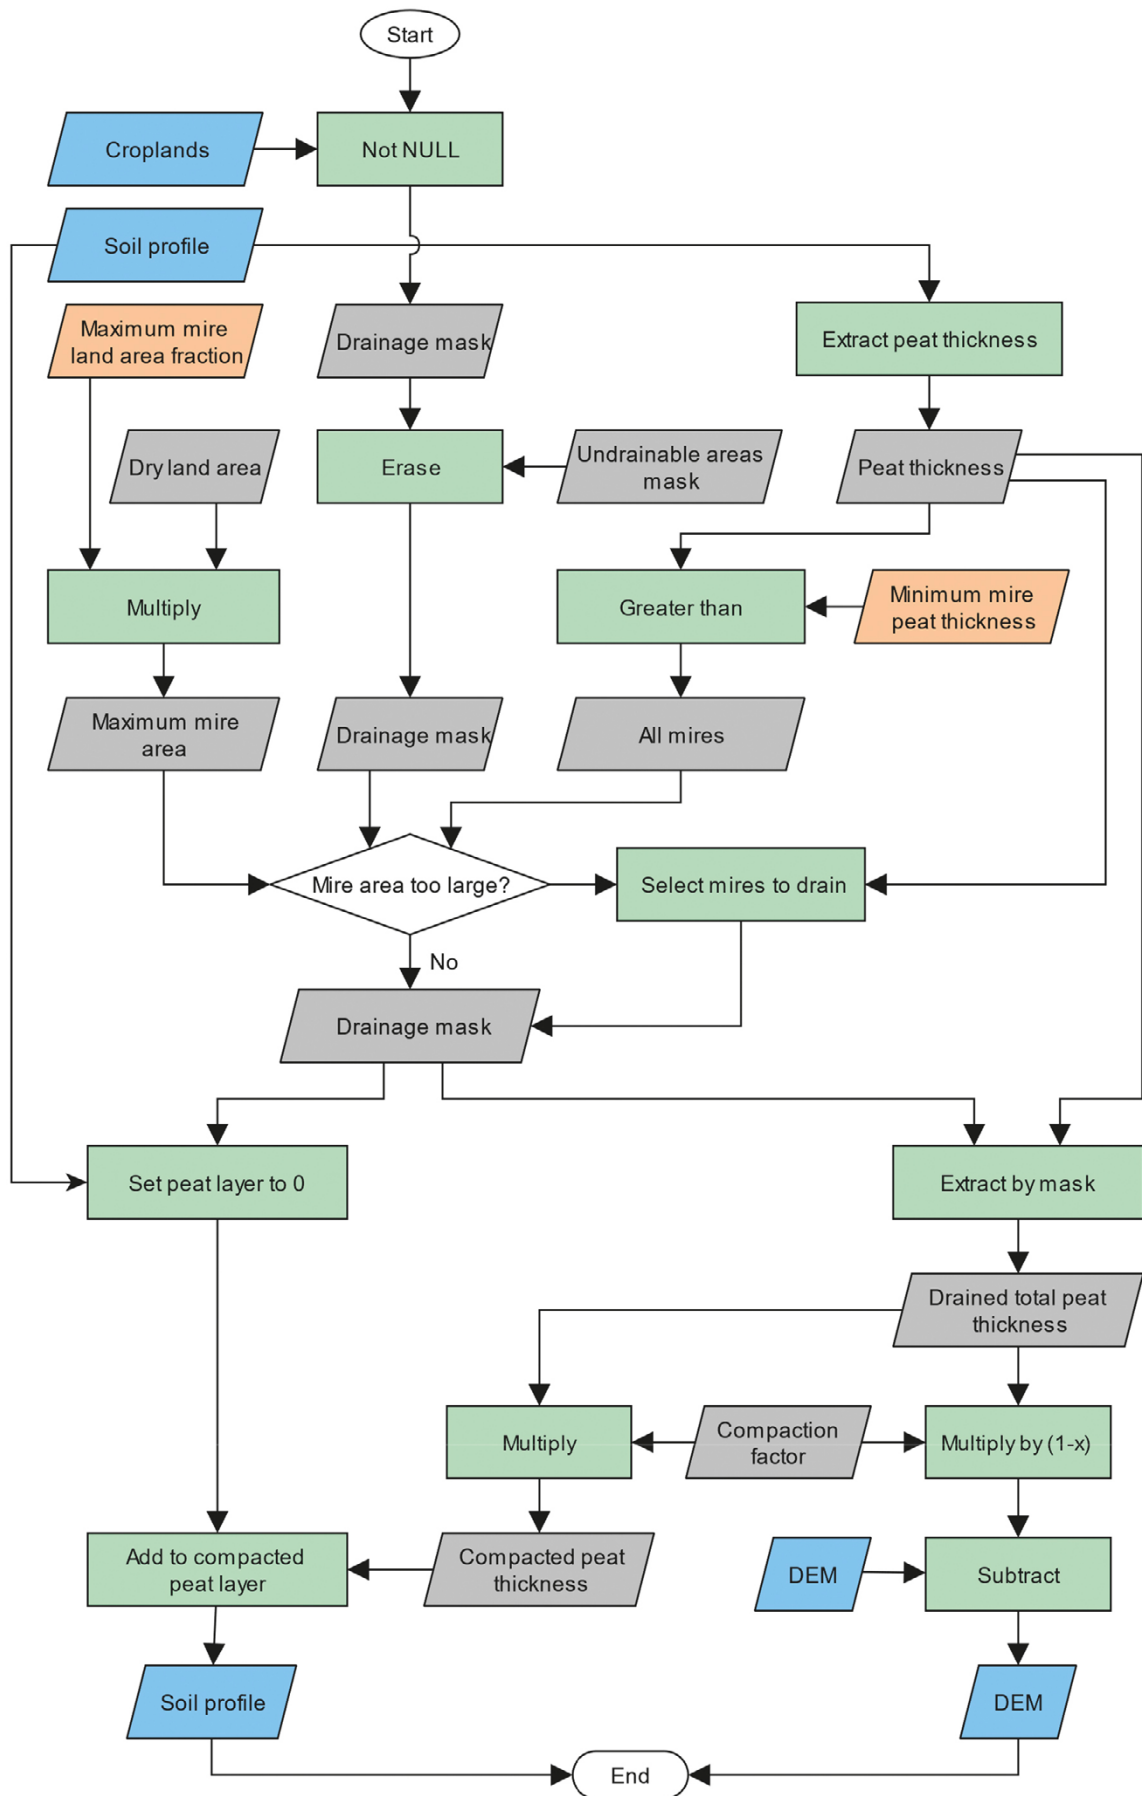 Start
Croplands
Not NULL
Soil profile
Maximum mire
land area fraction
Drainage mask
Extract peat thickness
Dry land area
Erase
Undrainable areas
mask
Peat thickness
Multiply
Greater than
Minimum mire
peat thickness
Maximum mire
area
Drainage mask
All mires
Mire area too large?
Select mires to drain
No
Drainage mask
Set peat layer to 0
Extract by mask
Drained total peat
thickness
Multiply
Compaction
factor
Multiply by (1-x)
Add to compacted
peat layer
Compacted peat
thickness
DEM
Subtract
Soil profile
DEM
End